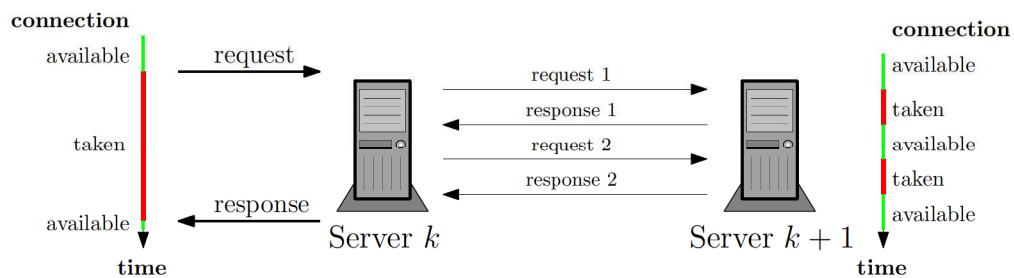 connection
available
taken
available
time
request
response
Server k
request 1
response 1
request 2
response 2
Server k + 1
connection
available
taken
available
taken
available
time